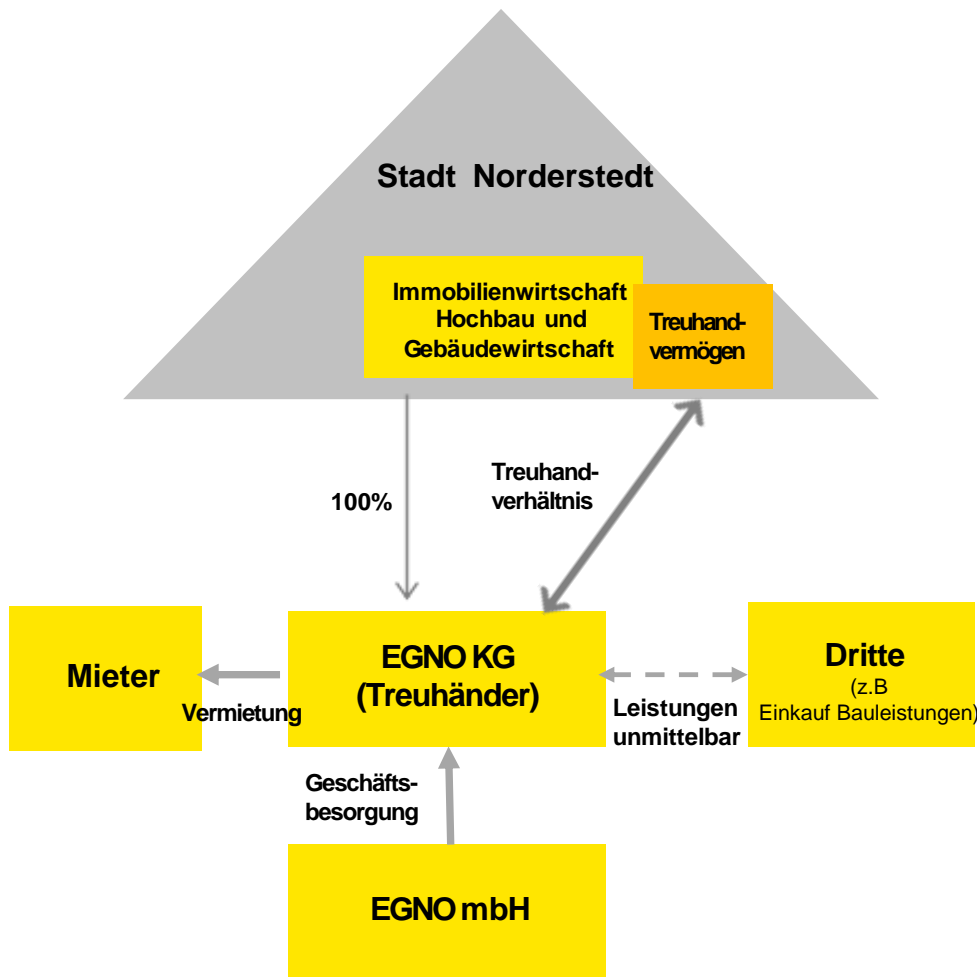 Stadt Norderstedt
Immobilienwirtschaft
Hochbau und
Gebäudewirtschaft
Treuhand-
vermögen
100%
Treuhand-
verhältnis
Mieter
Vermietung
EGNO KG
(Treuhänder)
Leistungen
unmittelbar
Dritte
(z.B
Einkauf Bauleistungen)
Geschäfts-
besorgung
EGNO mbH